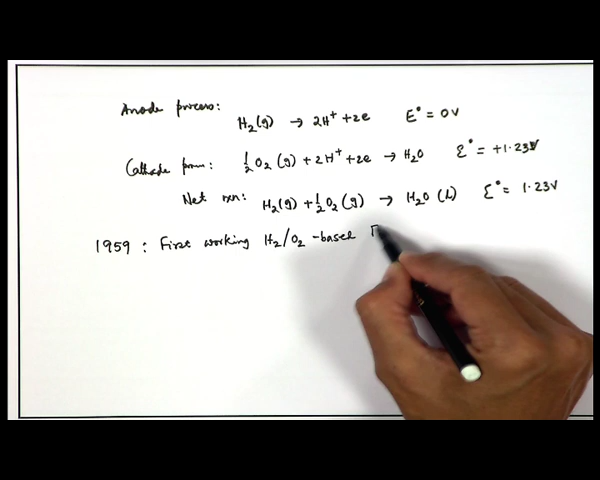 Anode process:
H₂(g) → 2H⁺ + 2e E° = 0V
Cathode process: ½O₂(g) + 2H⁺ + 2e → H₂O E° = +1.23V
Net rxn: H₂(g) + ½O₂(g) → H₂O (l) E° = 1.23V
1959 : First working H₂/O₂-based